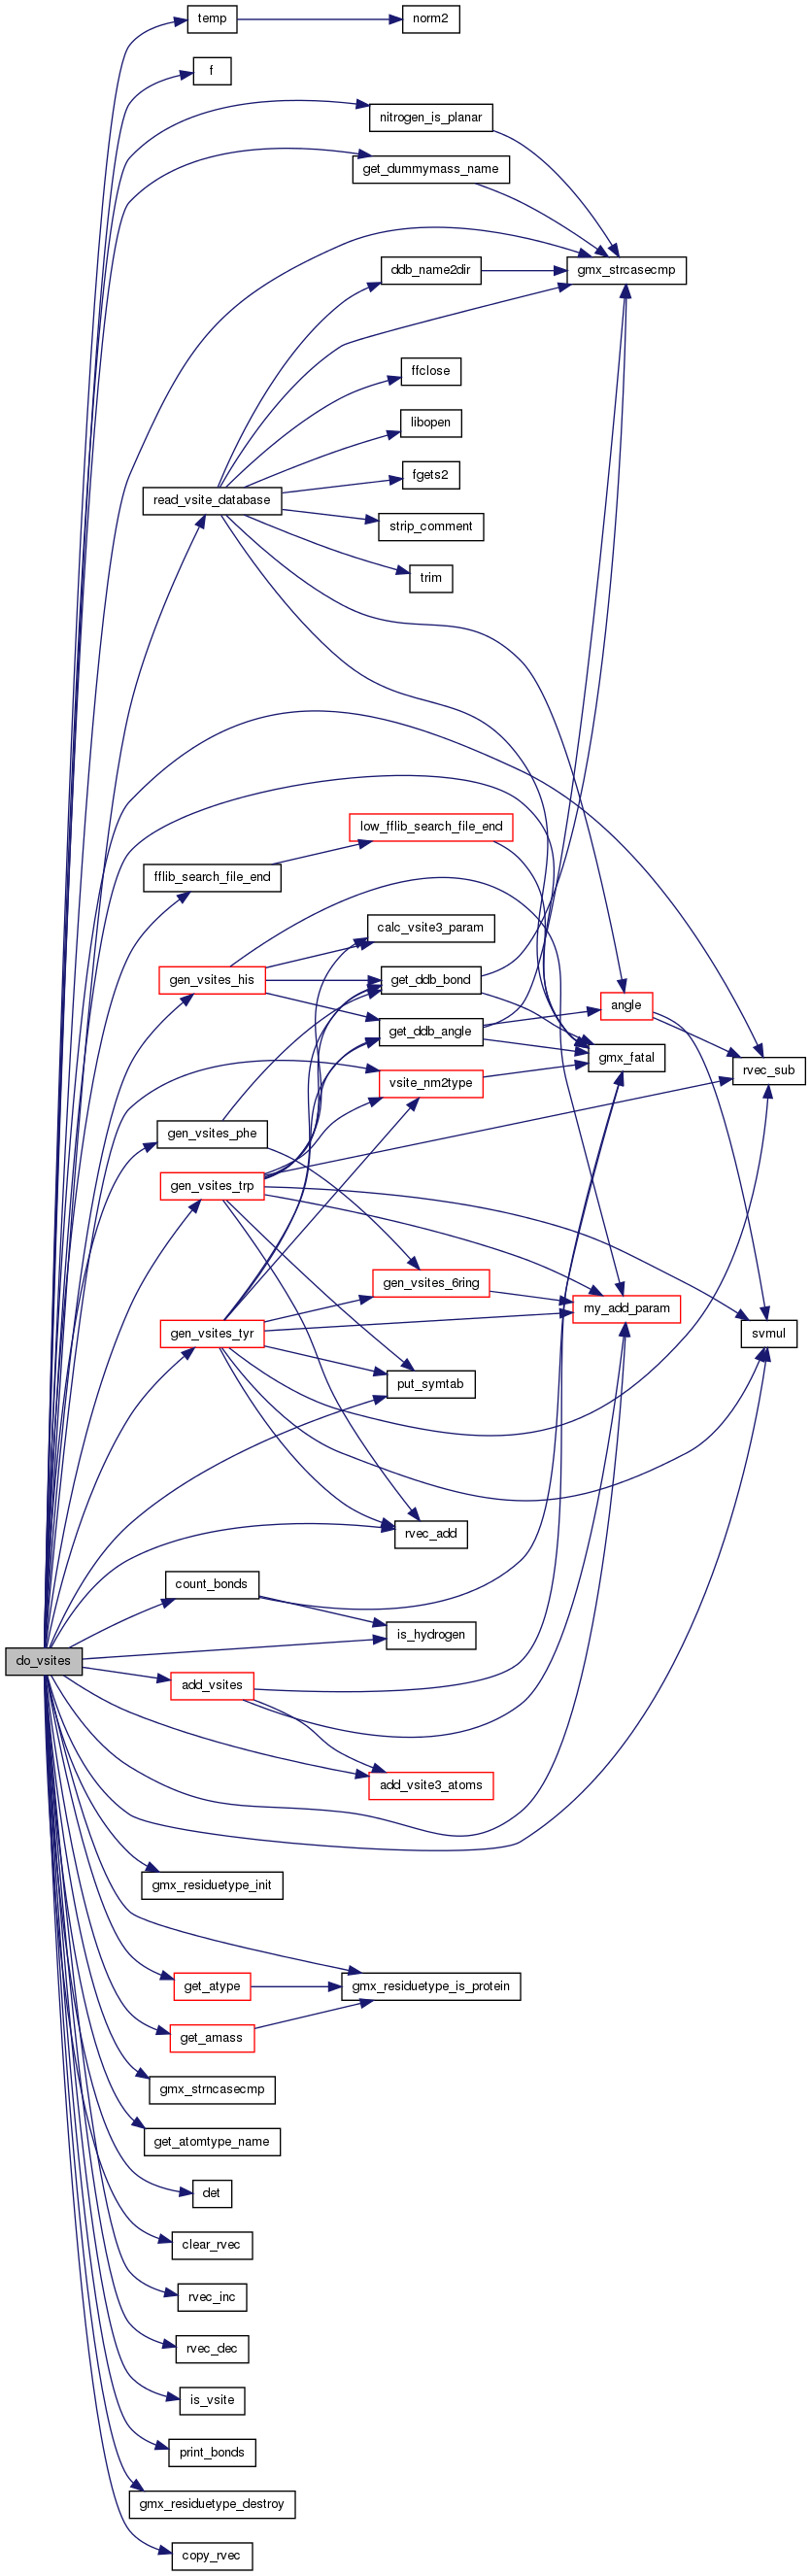 temp
norm2
f
nitrogen_is_planar
get_dummymass_name
ddb_name2dir
gmx_strcasecmp
ffclose
libopen
fgets2
read_vsite_database
strip_comment
trim
low_fflib_search_file_end
fflib_search_file_end
calc_vsite3_param
gen_vsites_his
get_ddb_bond
angle
get_ddb_angle
gmx_fatal
rvec_sub
vsite_nm2type
gen_vsites_phe
gen_vsites_trp
gen_vsites_6ring
my_add_param
gen_vsites_tyr
svmul
put_symtab
rvec_add
count_bonds
is_hydrogen
do_vsites
add_vsites
add_vsite3_atoms
gmx_residuetype_init
get_atype
gmx_residuetype_is_protein
get_amass
gmx_strncasecmp
get_atomtype_name
det
clear_rvec
rvec_inc
rvec_dec
is_vsite
print_bonds
gmx_residuetype_destroy
copy_rvec